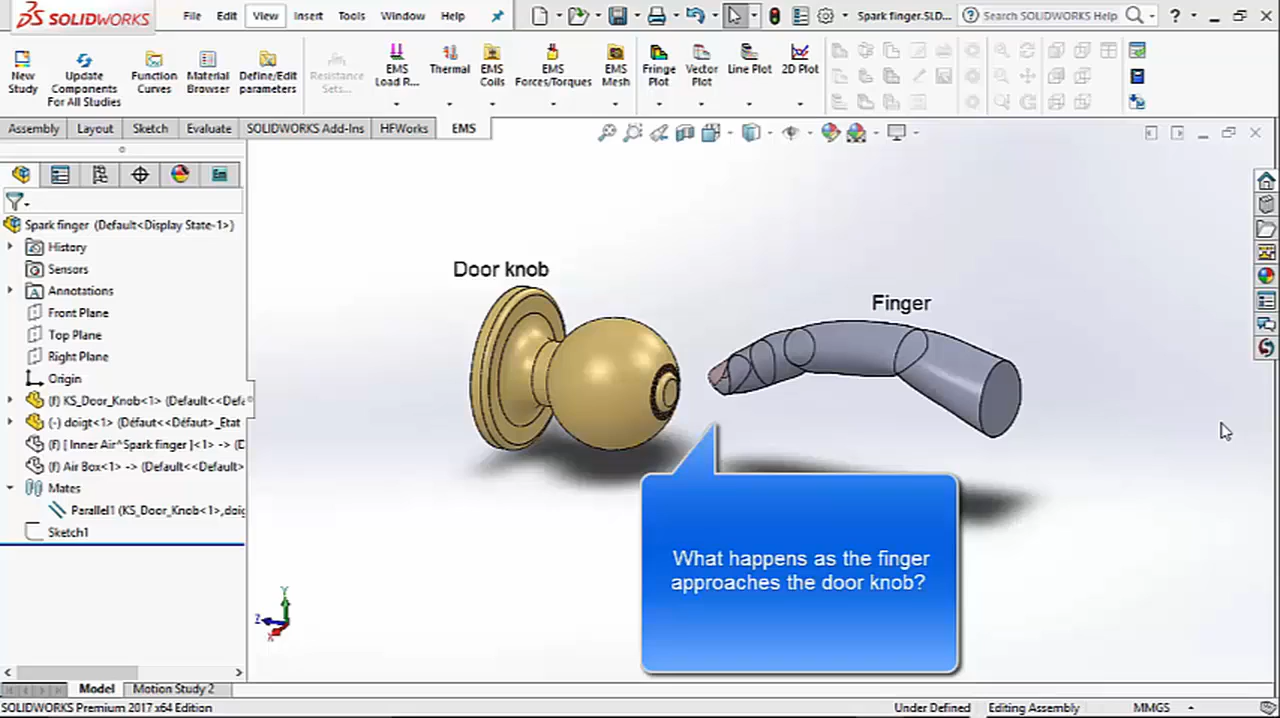 SOLIDWORKS
File Edit View Insert Tools Window Help
Spark finger.SLD...
Search SOLIDWORKS Help
New Study
Update Components For All Studies
Function Curves
Material Browser
Define/Edit parameters
Resistance Sets...
EMS Load R...
Thermal
EMS Coils
EMS Forces/Torques
EMS Mesh
Fringe Plot
Vector Plot
Line Plot
2D Plot
Assembly Layout Sketch Evaluate SOLIDWORKS Add-Ins HFWorks EMS
Spark finger (Default<Display State-1>)
History
Sensors
Annotations
Front Plane
Top Plane
Right Plane
Origin
(f) KS_Door_Knob<1> (Default<<Defa
(-) doigt<1> (Défaut<<Défaut>_Etat
(f) [ Inner Air^Spark finger ]<1> -> (D
(f) Air Box<1> -> (Default<<Default>
Mates
Parallel1 (KS_Door_Knob<1>,doig
Sketch1
Door knob
Finger
What happens as the finger
approaches the door knob?
Y
Z
X
Model Motion Study 2
SOLIDWORKS Premium 2017 x64 Edition
Under Defined Editing Assembly MMGS